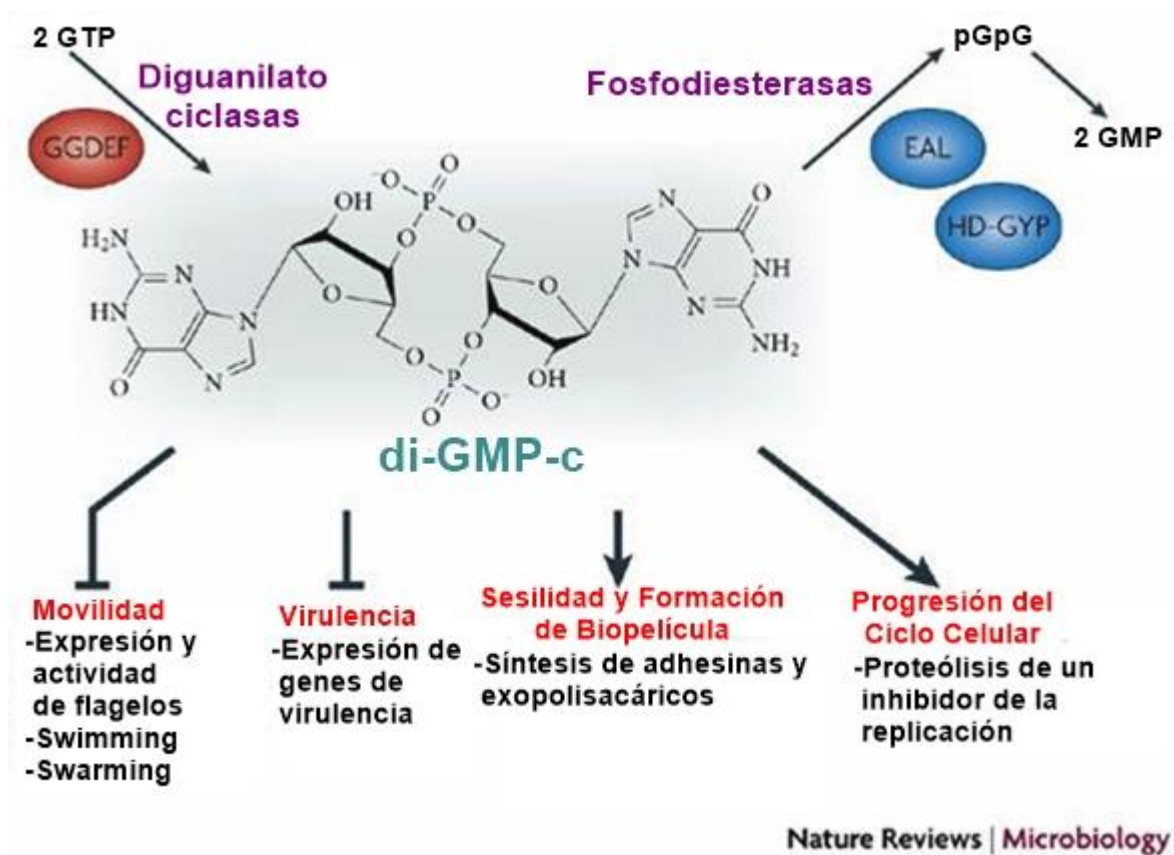 2 GTP
Diguanilato
ciclasas
GGDEF
Fosfodiesterasas
pGpG
2 GMP
EAL
HD-GYP
O
⁻O
P
O
O
OH
O
O
H₂N
N
HN
N
N
O
N
O
P
O
O⁻
O
O
OH
N
N
N
N
O
NH
NH₂
di-GMP-c
Movilidad
-Expresión y
actividad
de flagelos
-Swimming
-Swarming
Virulencia
-Expresión de
genes de
virulencia
Sesilidad y Formación
de Biopelícula
-Síntesis de adhesinas y
exopolisacáricos
Progresión del
Ciclo Celular
-Proteólisis de un
inhibidor de la
replicación
Nature Reviews | Microbiology